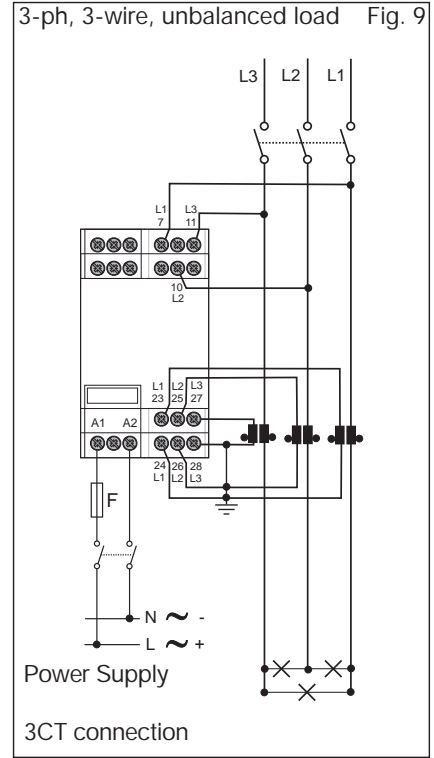 3-ph, 3-wire, unbalanced load Fig. 9
L3 L2 L1
L1 L3
7 11
10
L2
L1 L2 L3
23 25 27
A1 A2
24 26 28
L1 L2 L3
F
N ~ -
L ~ +
Power Supply
3CT connection